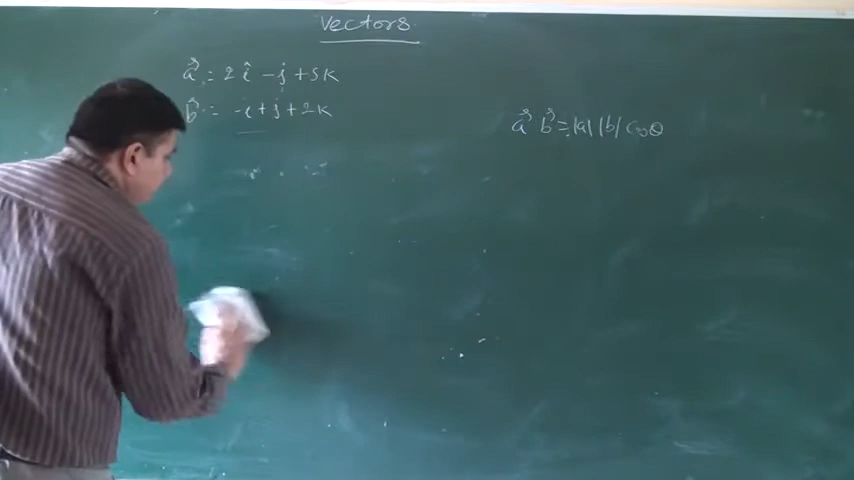 Vectors
a⃗ = 2î - j + 5k
b⃗ = -i + j + 2k
a⃗ b⃗ = |a| |b| cosθ